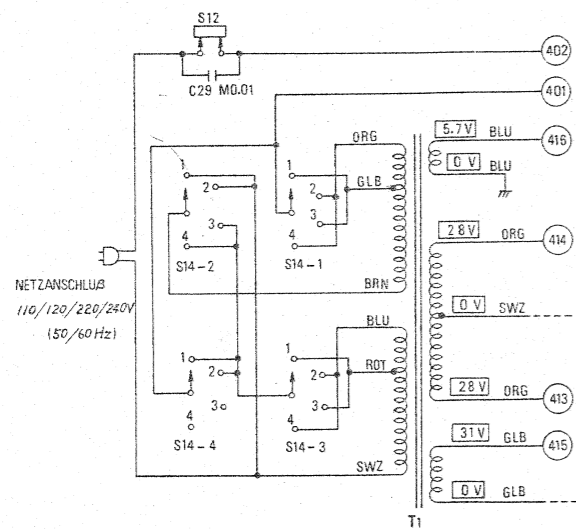 S12
402
C29 M0.01
401
5.7V BLU
416
ORG
0 V BLU
1
2
3
4
GLB
1
2
3
4
28V ORG
414
S14-2
S14-1
NETZANSCHLUß
110/120/220/240V
(50/60Hz)
BRN
0 V SWZ
BLU
1
2
3
4
ROT
1
2
3
4
28V ORG
413
31V GLB
415
S14-4
S14-3
SWZ
0 V GLB
T1